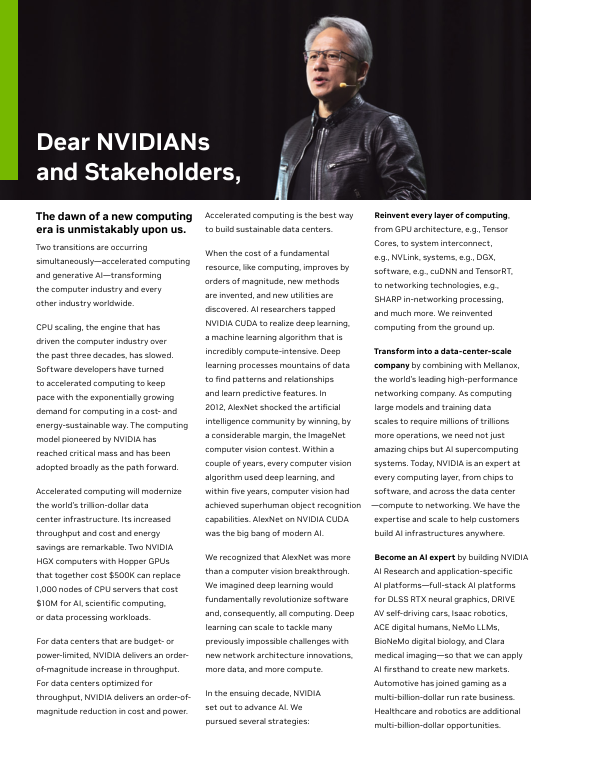 Dear NVIDIANs
and Stakeholders,
The dawn of a new computing
era is unmistakably upon us.
Two transitions are occurring
simultaneously—accelerated computing
and generative AI—transforming
the computer industry and every
other industry worldwide.
CPU scaling, the engine that has
driven the computer industry over
the past three decades, has slowed.
Software developers have turned
to accelerated computing to keep
pace with the exponentially growing
demand for computing in a cost- and
energy-sustainable way. The computing
model pioneered by NVIDIA has
reached critical mass and has been
adopted broadly as the path forward.
Accelerated computing will modernize
the world's trillion-dollar data
center infrastructure. Its increased
throughput and cost and energy
savings are remarkable. Two NVIDIA
HGX computers with Hopper GPUs
that together cost $500K can replace
1,000 nodes of CPU servers that cost
$10M for AI, scientific computing,
or data processing workloads.
For data centers that are budget- or
power-limited, NVIDIA delivers an order-
of-magnitude increase in throughput.
For data centers optimized for
throughput, NVIDIA delivers an order-of-
magnitude reduction in cost and power.
Accelerated computing is the best way
to build sustainable data centers.
When the cost of a fundamental
resource, like computing, improves by
orders of magnitude, new methods
are invented, and new utilities are
discovered. AI researchers tapped
NVIDIA CUDA to realize deep learning,
a machine learning algorithm that is
incredibly compute-intensive. Deep
learning processes mountains of data
to find patterns and relationships
and learn predictive features. In
2012, AlexNet shocked the artificial
intelligence community by winning, by
a considerable margin, the ImageNet
computer vision contest. Within a
couple of years, every computer vision
algorithm used deep learning, and
within five years, computer vision had
achieved superhuman object recognition
capabilities. AlexNet on NVIDIA CUDA
was the big bang of modern AI.
We recognized that AlexNet was more
than a computer vision breakthrough.
We imagined deep learning would
fundamentally revolutionize software
and, consequently, all computing. Deep
learning can scale to tackle many
previously impossible challenges with
new network architecture innovations,
more data, and more compute.
In the ensuing decade, NVIDIA
set out to advance AI. We
pursued several strategies:
Reinvent every layer of computing,
from GPU architecture, e.g., Tensor
Cores, to system interconnect,
e.g., NVLink, systems, e.g., DGX,
software, e.g., cuDNN and TensorRT,
to networking technologies, e.g.,
SHARP in-networking processing,
and much more. We reinvented
computing from the ground up.
Transform into a data-center-scale
company by combining with Mellanox,
the world's leading high-performance
networking company. As computing
large models and training data
scales to require millions of trillions
more operations, we need not just
amazing chips but AI supercomputing
systems. Today, NVIDIA is an expert at
every computing layer, from chips to
software, and across the data center
—compute to networking. We have the
expertise and scale to help customers
build AI infrastructures anywhere.
Become an AI expert by building NVIDIA
AI Research and application-specific
AI platforms—full-stack AI platforms
for DLSS RTX neural graphics, DRIVE
AV self-driving cars, Isaac robotics,
ACE digital humans, NeMo LLMs,
BioNeMo digital biology, and Clara
medical imaging—so that we can apply
AI firsthand to create new markets.
Automotive has joined gaming as a
multi-billion-dollar run rate business.
Healthcare and robotics are additional
multi-billion-dollar opportunities.